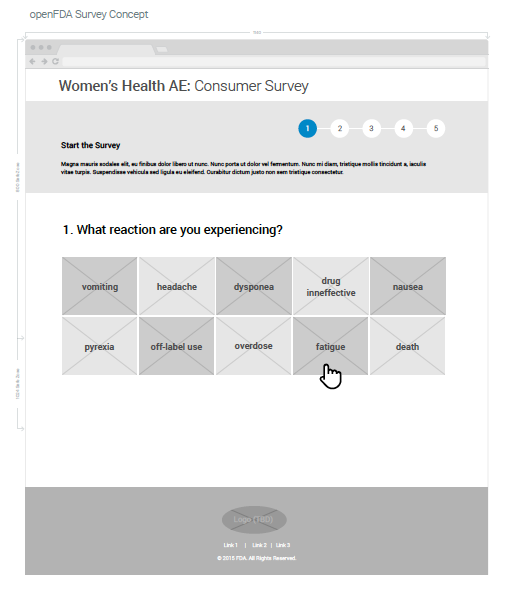 openFDA Survey Concept
Women's Health AE: Consumer Survey
1 2 3 4 5
Start the Survey
Magna mauris sodales elit, eu finibus dolor libero ut nunc. Nunc porta ut dolor vel fermentum. Nunc mi diam, tristique mollis tincidunt a, iaculis
vitae turpis. Suspendisse vehicula sed ligula eu eleifend. Curabitur dictum justo non sem tristique consectetur.
1. What reaction are you experiencing?
vomiting
headache
dysponea
drug
inneffective
nausea
pyrexia
off-label use
overdose
fatigue
death
Link 1 | Link 2 | Link 3
© 2015 FDA. All Rights Reserved.